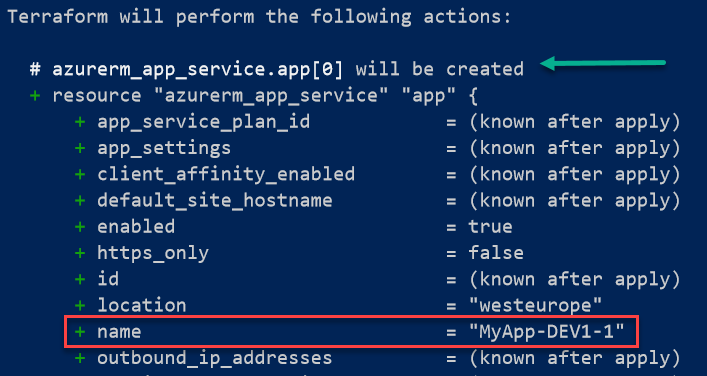 Terraform will perform the following actions:
# azurerm_app_service.app[0] will be created
+ resource "azurerm_app_service" "app" {
+ app_service_plan_id = (known after apply)
+ app_settings = (known after apply)
+ client_affinity_enabled = (known after apply)
+ default_site_hostname = (known after apply)
+ enabled = true
+ https_only = false
+ id = (known after apply)
+ location = "westeurope"
+ name = "MyApp-DEV1-1"
+ outbound_ip_addresses = (known after apply)